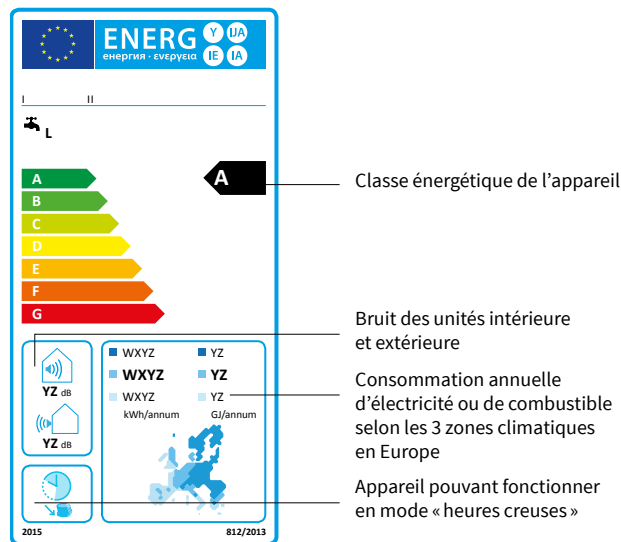 ENERG
енергия · ενεργεια
Y IJA
IE IA
I II
L
A
A
B
C
D
E
F
G
Classe énergétique de l'appareil
YZ dB
YZ dB
WXYZ YZ
WXYZ YZ
WXYZ YZ
kWh/annum GJ/annum
2015 812/2013
Bruit des unités intérieure
et extérieure
Consommation annuelle
d'électricité ou de combustible
selon les 3 zones climatiques
en Europe
Appareil pouvant fonctionner
en mode « heures creuses »